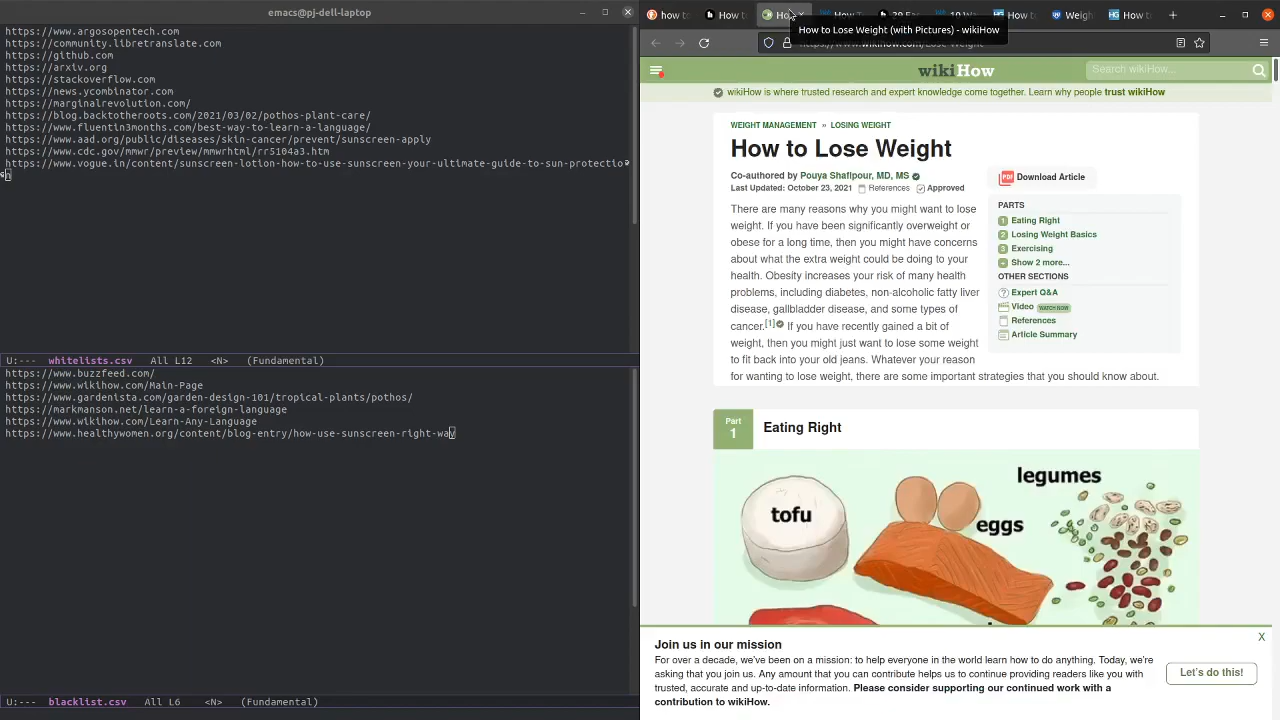 emacs@pj-dell-laptop
https://www.argosopentech.com
https://community.libretranslate.com
https://github.com
https://arxiv.org
https://stackoverflow.com
https://news.ycombinator.com
https://marginalrevolution.com/
https://blog.backtotheroots.com/2021/03/02/pothos-plant-care/
https://www.fluentin3months.com/best-way-to-learn-a-language/
https://www.aad.org/public/diseases/skin-cancer/prevent/sunscreen-apply
https://www.cdc.gov/mmwr/preview/mmwrhtml/rr5104a3.htm
https://www.vogue.in/content/sunscreen-lotion-how-to-use-sunscreen-your-ultimate-guide-to-sun-protectio
U:--- whitelists.csv All L12 <N> (Fundamental)
https://www.buzzfeed.com/
https://www.wikihow.com/Main-Page
https://www.gardenista.com/garden-design-101/tropical-plants/pothos/
https://markmanson.net/learn-a-foreign-language
https://www.wikihow.com/Learn-Any-Language
https://www.healthywomen.org/content/blog-entry/how-use-sunscreen-right-way
U:--- blacklist.csv All L6 <N> (Fundamental)
how to How t Weigh How t
How to Lose Weight (with Pictures) - wikiHow
wikiHow Search wikiHow...
wikiHow is where trusted research and expert knowledge come together. Learn why people trust wikiHow
WEIGHT MANAGEMENT » LOSING WEIGHT
How to Lose Weight
Co-authored by Pouya Shafipour, MD, MS
Last Updated: October 23, 2021 References Approved
There are many reasons why you might want to lose
weight. If you have been significantly overweight or
obese for a long time, then you might have concerns
about what the extra weight could be doing to your
health. Obesity increases your risk of many health
problems, including diabetes, non-alcoholic fatty liver
disease, gallbladder disease, and some types of
cancer.[1] If you have recently gained a bit of
weight, then you might just want to lose some weight
to fit back into your old jeans. Whatever your reason
for wanting to lose weight, there are some important strategies that you should know about.
PDF Download Article
PARTS
1 Eating Right
2 Losing Weight Basics
3 Exercising
Show 2 more...
OTHER SECTIONS
Expert Q&A
Video WATCH NOW
References
Article Summary
Part
1
Eating Right
legumes
tofu
eggs
Join us in our mission
X
For over a decade, we've been on a mission: to help everyone in the world learn how to do anything. Today, we're
asking that you join us. Any amount that you can contribute helps us to continue providing readers like you with
trusted, accurate and up-to-date information. Please consider supporting our continued work with a
contribution to wikiHow.
Let's do this!